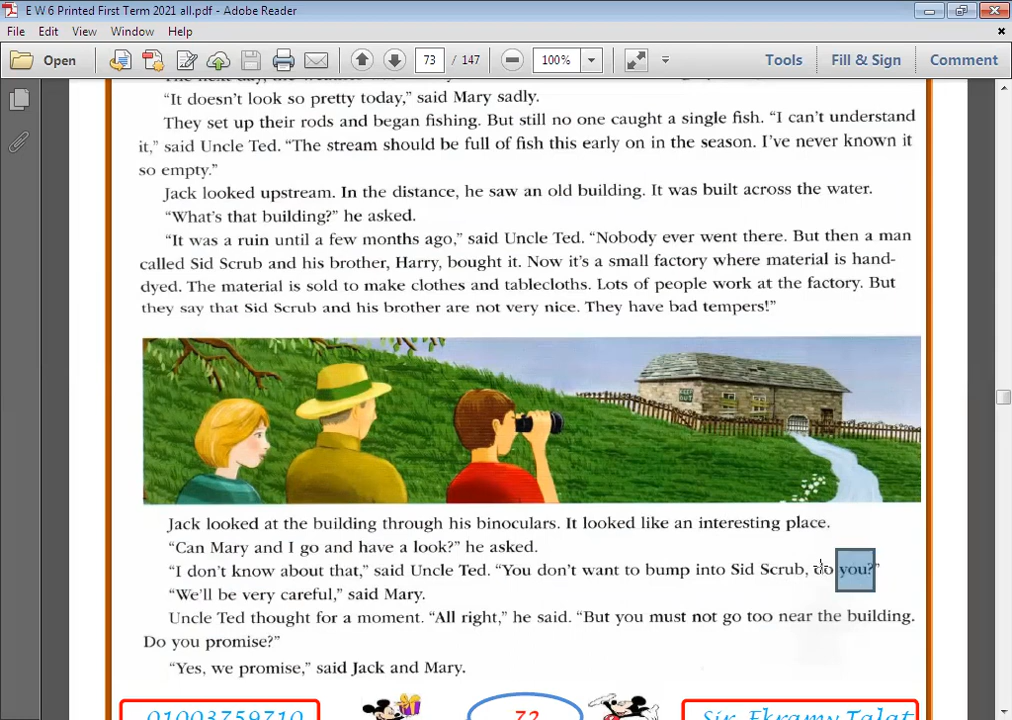 E W 6 Printed First Term 2021 all.pdf - Adobe Reader
File Edit View Window Help
Open 73 / 147 100% Tools Fill & Sign Comment
“It doesn’t look so pretty today,” said Mary sadly.
They set up their rods and began fishing. But still no one caught a single fish. “I can’t understand
it,” said Uncle Ted. “The stream should be full of fish this early on in the season. I’ve never known it
so empty.”
Jack looked upstream. In the distance, he saw an old building. It was built across the water.
“What’s that building?” he asked.
“It was a ruin until a few months ago,” said Uncle Ted. “Nobody ever went there. But then a man
called Sid Scrub and his brother, Harry, bought it. Now it’s a small factory where material is hand-
dyed. The material is sold to make clothes and tablecloths. Lots of people work at the factory. But
they say that Sid Scrub and his brother are not very nice. They have bad tempers!”
KEEP
OUT
Jack looked at the building through his binoculars. It looked like an interesting place.
“Can Mary and I go and have a look?” he asked.
“I don’t know about that,” said Uncle Ted. “You don’t want to bump into Sid Scrub, do you?”
“We’ll be very careful,” said Mary.
Uncle Ted thought for a moment. “All right,” he said. “But you must not go too near the building.
Do you promise?”
“Yes, we promise,” said Jack and Mary.
01003759710 72 Sir. Ekramy Talat